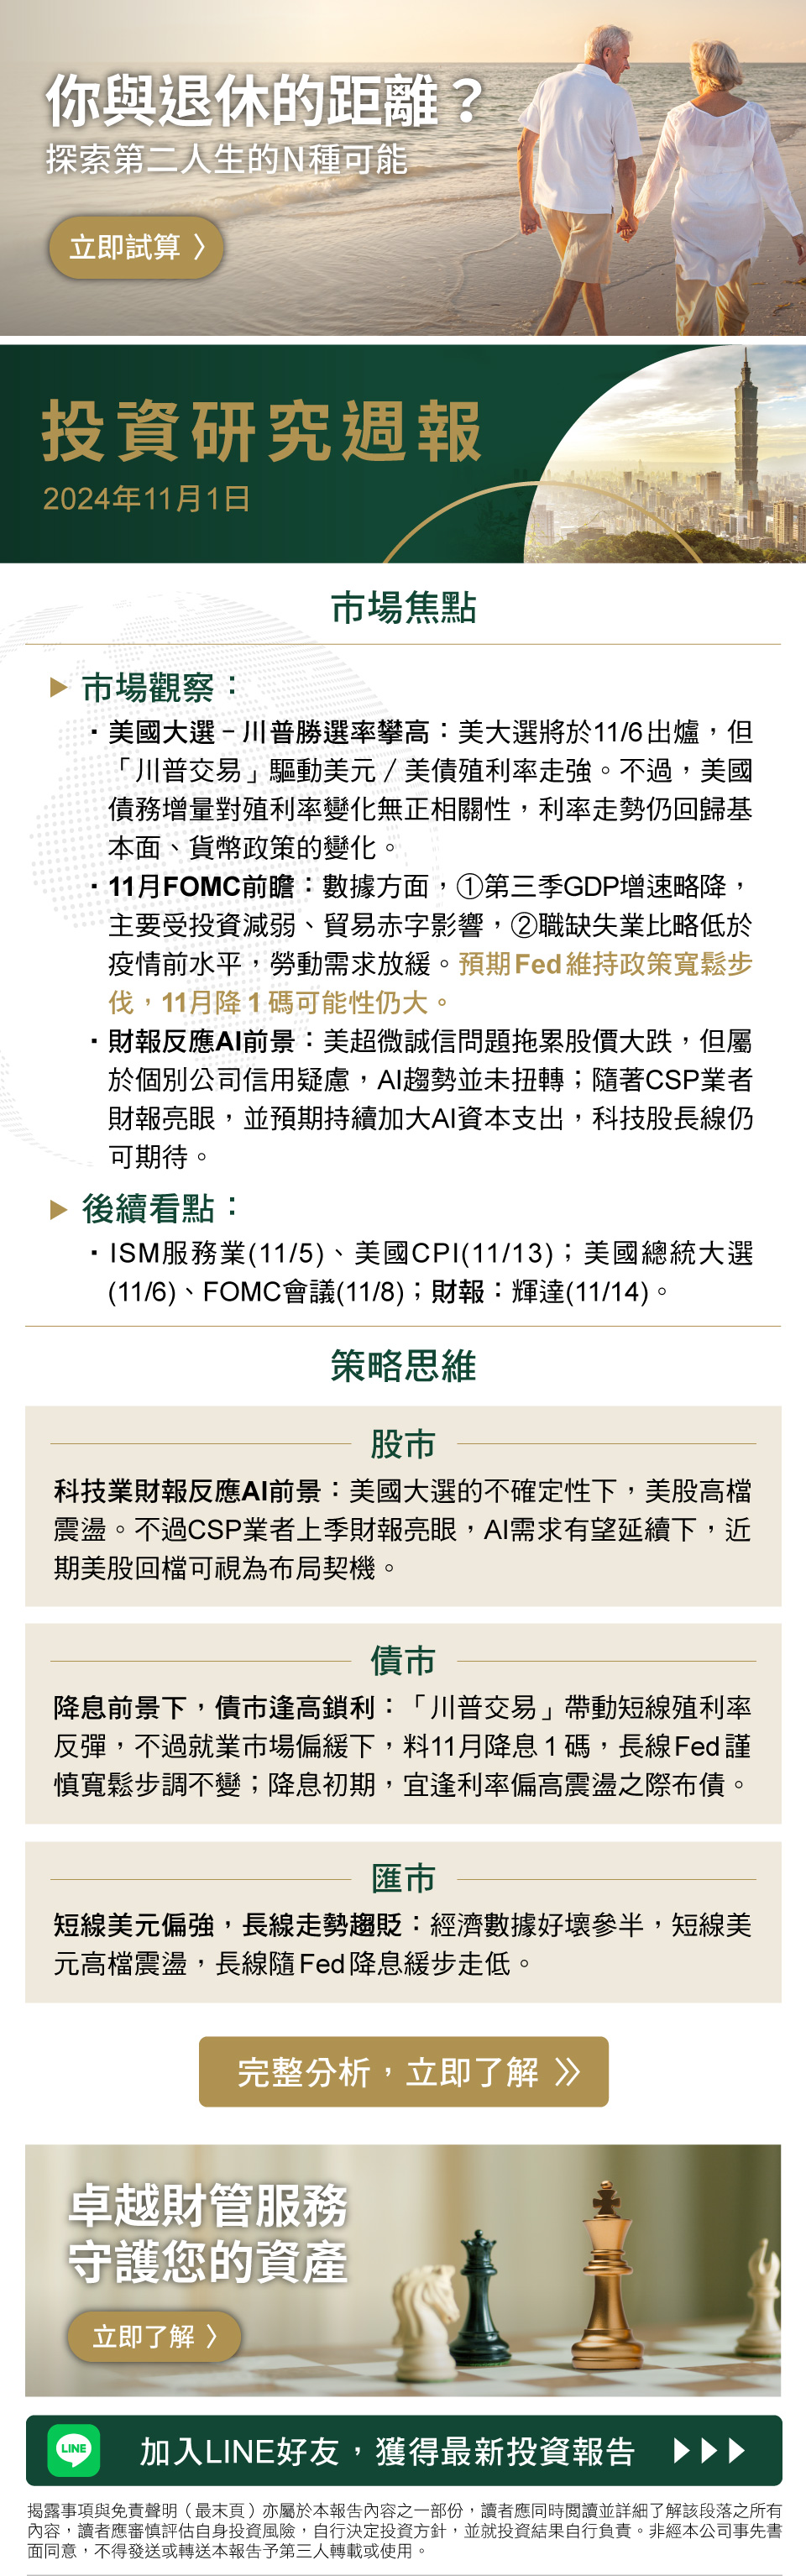 你與退休的距離？
探索第二人生的N種可能
立即試算 〉
投資研究週報
2024年11月1日
市場焦點
▶ 市場觀察：
・美國大選－川普勝選率攀高：美大選將於11/6出爐，但
「川普交易」驅動美元／美債殖利率走強。不過，美國
債務增量對殖利率變化無正相關性，利率走勢仍回歸基
本面、貨幣政策的變化。
・11月FOMC前瞻：數據方面，①第三季GDP增速略降，
主要受投資減弱、貿易赤字影響，②職缺失業比略低於
疫情前水平，勞動需求放緩。預期Fed維持政策寬鬆步
伐，11月降1碼可能性仍大。
・財報反應AI前景：美超微誠信問題拖累股價大跌，但屬
於個別公司信用疑慮，AI趨勢並未扭轉；隨著CSP業者
財報亮眼，並預期持續加大AI資本支出，科技股長線仍
可期待。
▶ 後續看點：
・ISM服務業(11/5)、美國CPI(11/13)；美國總統大選
(11/6)、FOMC會議(11/8)；財報：輝達(11/14)。
策略思維
股市
科技業財報反應AI前景：美國大選的不確定性下，美股高檔
震盪。不過CSP業者上季財報亮眼，AI需求有望延續下，近
期美股回檔可視為布局契機。
債市
降息前景下，債市逢高鎖利：「川普交易」帶動短線殖利率
反彈，不過就業市場偏緩下，料11月降息1碼，長線Fed謹
慎寬鬆步調不變；降息初期，宜逢利率偏高震盪之際布債。
匯市
短線美元偏強，長線走勢趨貶：經濟數據好壞參半，短線美
元高檔震盪，長線隨Fed降息緩步走低。
完整分析，立即了解 》
卓越財管服務
守護您的資產
立即了解 〉
LINE 加入LINE好友，獲得最新投資報告 ▶▶▶
揭露事項與免責聲明（最末頁）亦屬於本報告內容之一部份，讀者應同時閱讀並詳細了解該段落之所有
內容，讀者應審慎評估自身投資風險，自行決定投資方針，並就投資結果自行負責。非經本公司事先書
面同意，不得發送或轉送本報告予第三人轉載或使用。